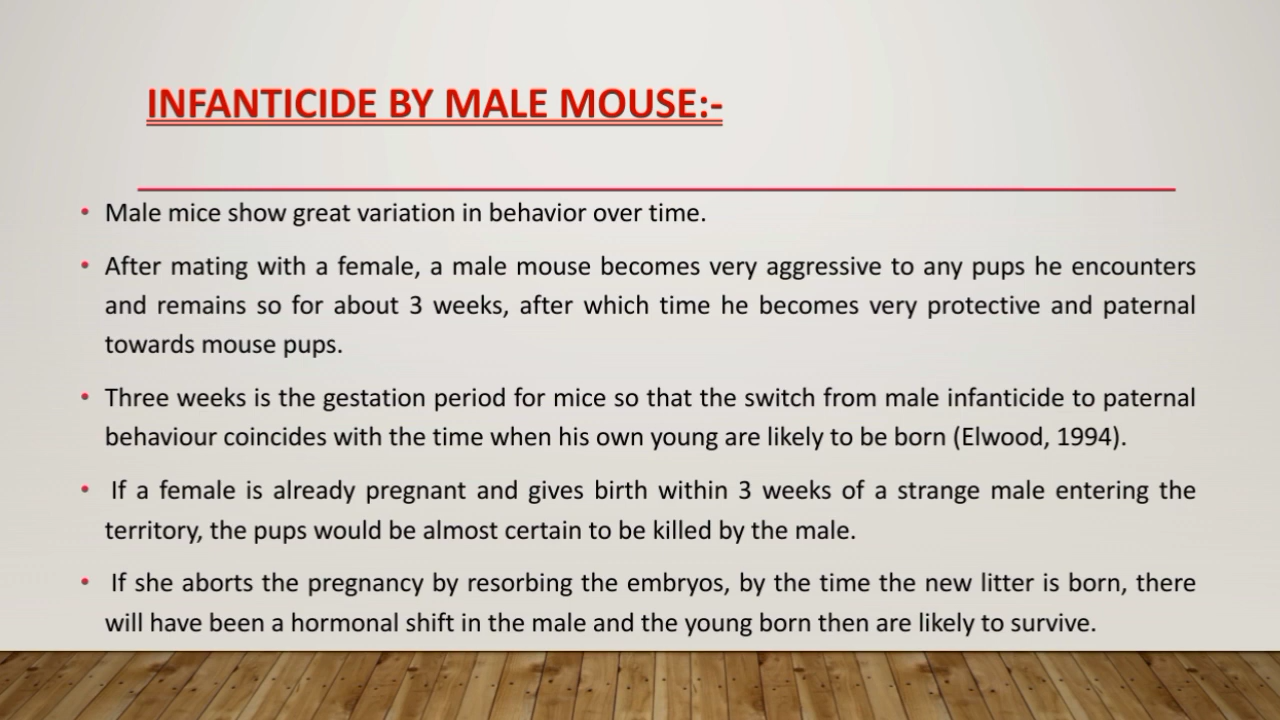 INFANTICIDE BY MALE MOUSE:-
• Male mice show great variation in behavior over time.
• After mating with a female, a male mouse becomes very aggressive to any pups he encounters
and remains so for about 3 weeks, after which time he becomes very protective and paternal
towards mouse pups.
• Three weeks is the gestation period for mice so that the switch from male infanticide to paternal
behaviour coincides with the time when his own young are likely to be born (Elwood, 1994).
• If a female is already pregnant and gives birth within 3 weeks of a strange male entering the
territory, the pups would be almost certain to be killed by the male.
• If she aborts the pregnancy by resorbing the embryos, by the time the new litter is born, there
will have been a hormonal shift in the male and the young born then are likely to survive.